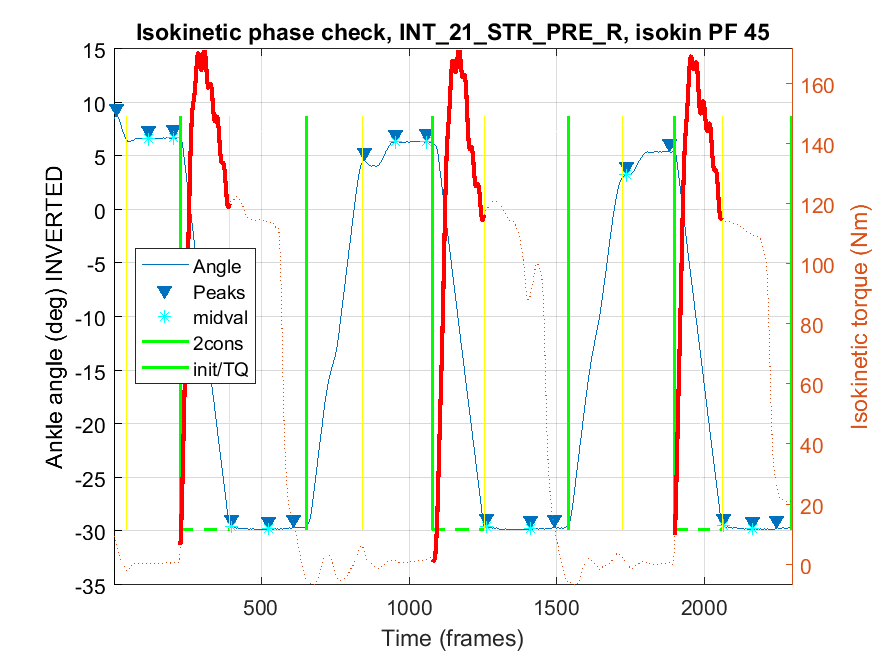 Isokinetic phase check, INT_21_STR_PRE_R, isokin PF 45
15
10
5
0
-5
-10
-15
-20
-25
-30
-35
Ankle angle (deg) INVERTED
Angle
Peaks
midval
2cons
init/TQ
160
140
120
100
80
60
40
20
0
Isokinetic torque (Nm)
500
1000
1500
2000
Time (frames)